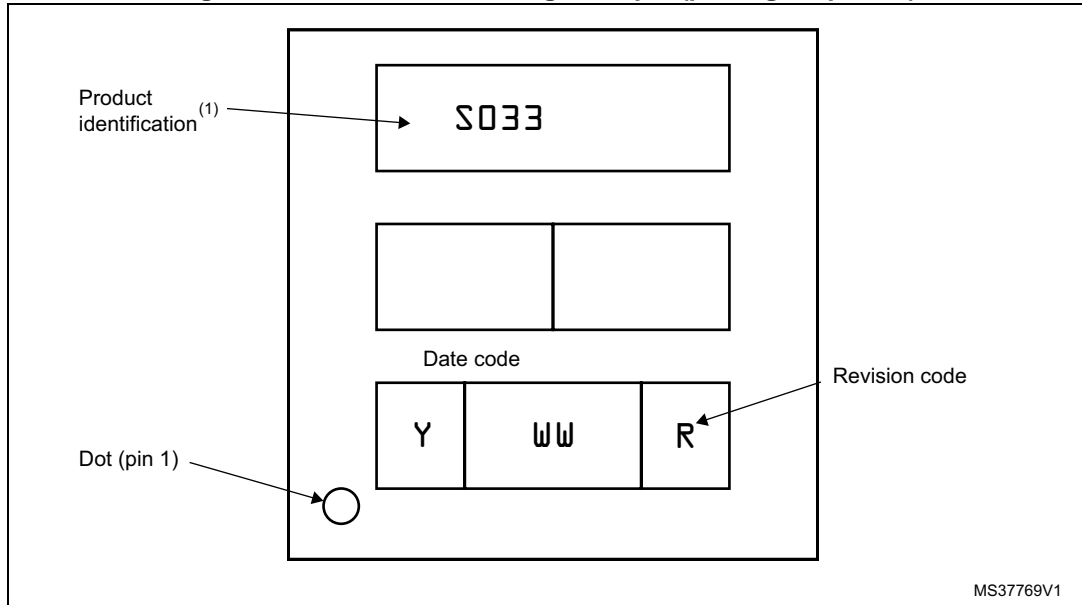 Product
identification(1)
S033
Date code
Y WW R
Revision code
Dot (pin 1)
MS37769V1